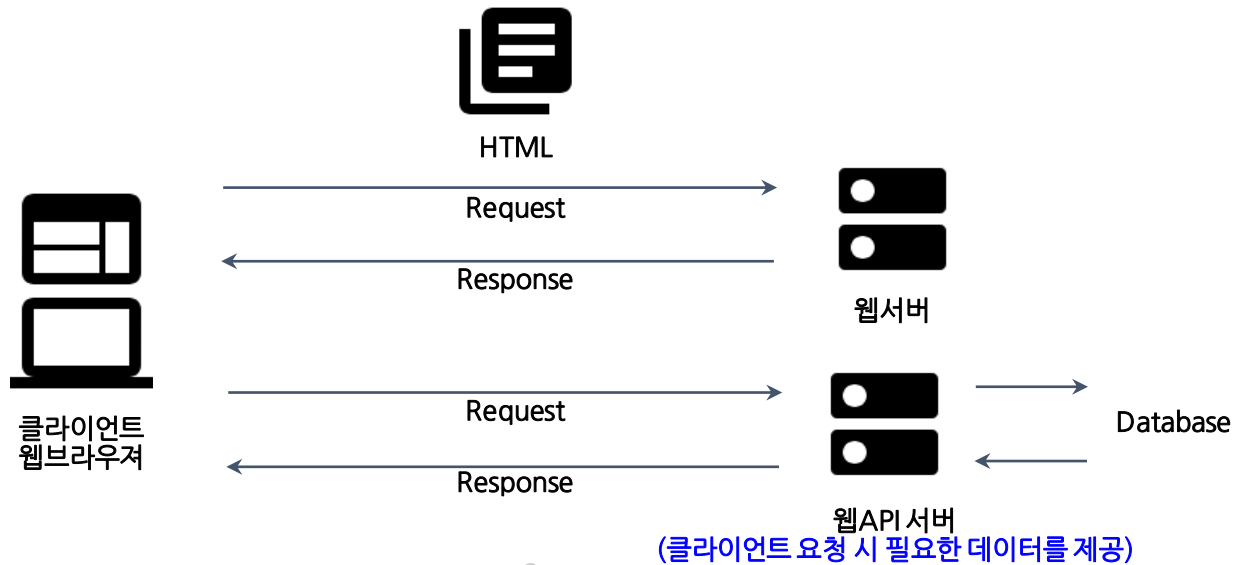 HTML
Request
Response
웹서버
클라이언트
웹브라우져
Request
Response
Database
웹API 서버
(클라이언트 요청 시 필요한 데이터를 제공)